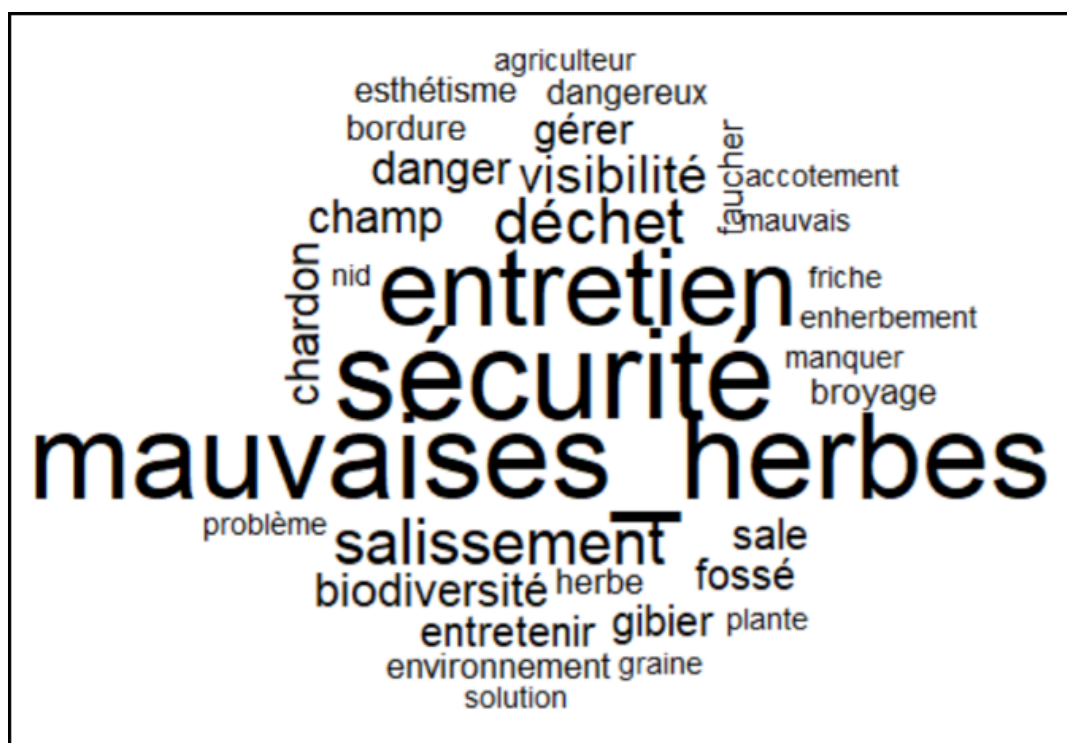 agriculteur
esthétisme dangereux
bordure gérer
faucher
danger visibilité accotement
champ déchet mauvais
chardon
nid entretien friche
enherbement
sécurité manquer
broyage
mauvaises_herbes
problème salissement sale
biodiversité herbe fossé
entretenir gibier plante
environnement graine
solution